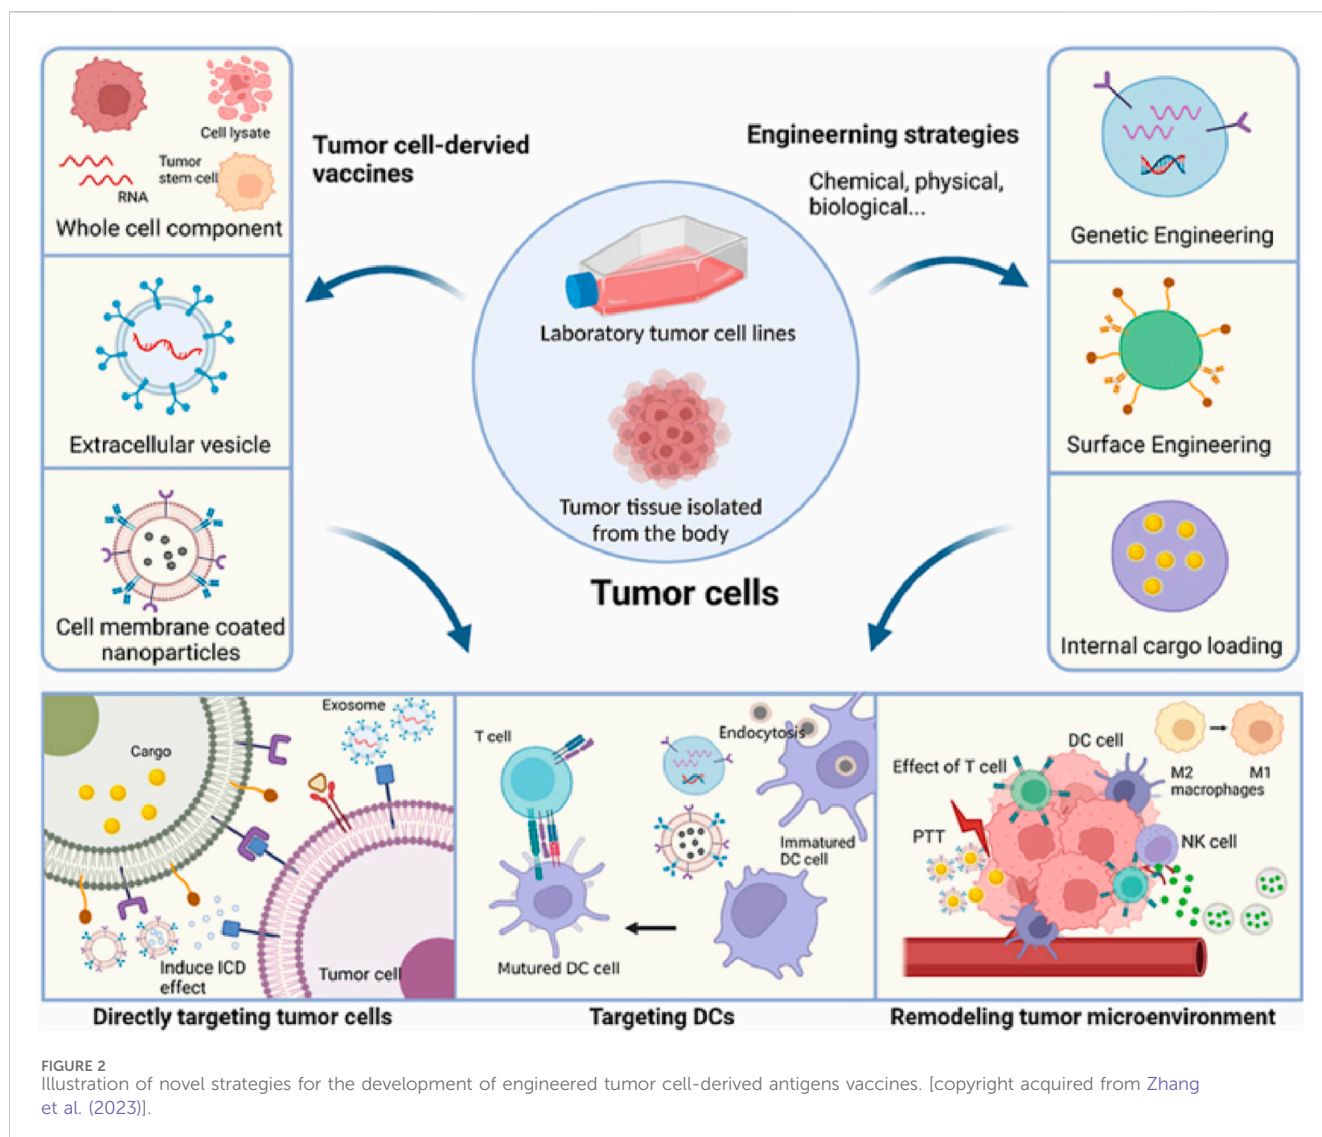 Cell lysate
RNA
Tumor
stem cell
Whole cell component
Extracellular vesicle
Cell membrane coated
nanoparticles
Tumor cell-dervied
vaccines
Engineerning strategies
Chemical, physical,
biological...
Laboratory tumor cell lines
Tumor tissue isolated
from the body
Tumor cells
Genetic Engineering
Surface Engineering
Internal cargo loading
Cargo
Exosome
Induce ICD
effect
Tumor cell
Directly targeting tumor cells
T cell
Endocytosis
Immatured
DC cell
Mutured DC cell
Targeting DCs
Effect of T cell
DC cell
M2
macrophages
M1
PTT
NK cell
Remodeling tumor microenvironment
FIGURE 2
Illustration of novel strategies for the development of engineered tumor cell-derived antigens vaccines. [copyright acquired from Zhang
et al. (2023)].